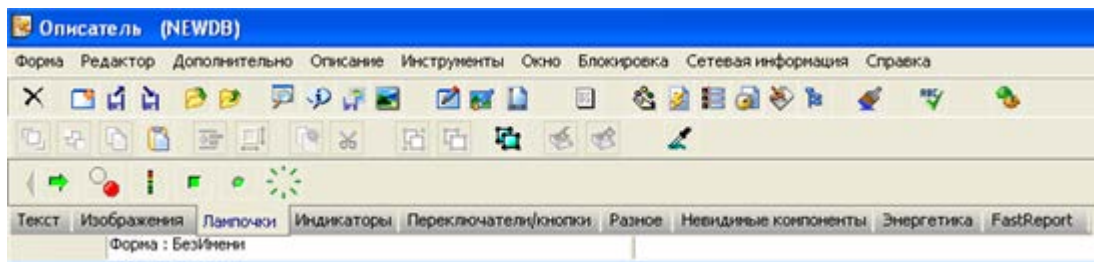 Описатель (NEWDB)
Форма Редактор Дополнительно Описание Инструменты Окно Блокировка Сетевая информация Справка
Текст Изображения Лампочки Индикаторы Переключатели/кнопки Разное Невидимые компоненты Энергетика FastReport
Форма : БезИмени